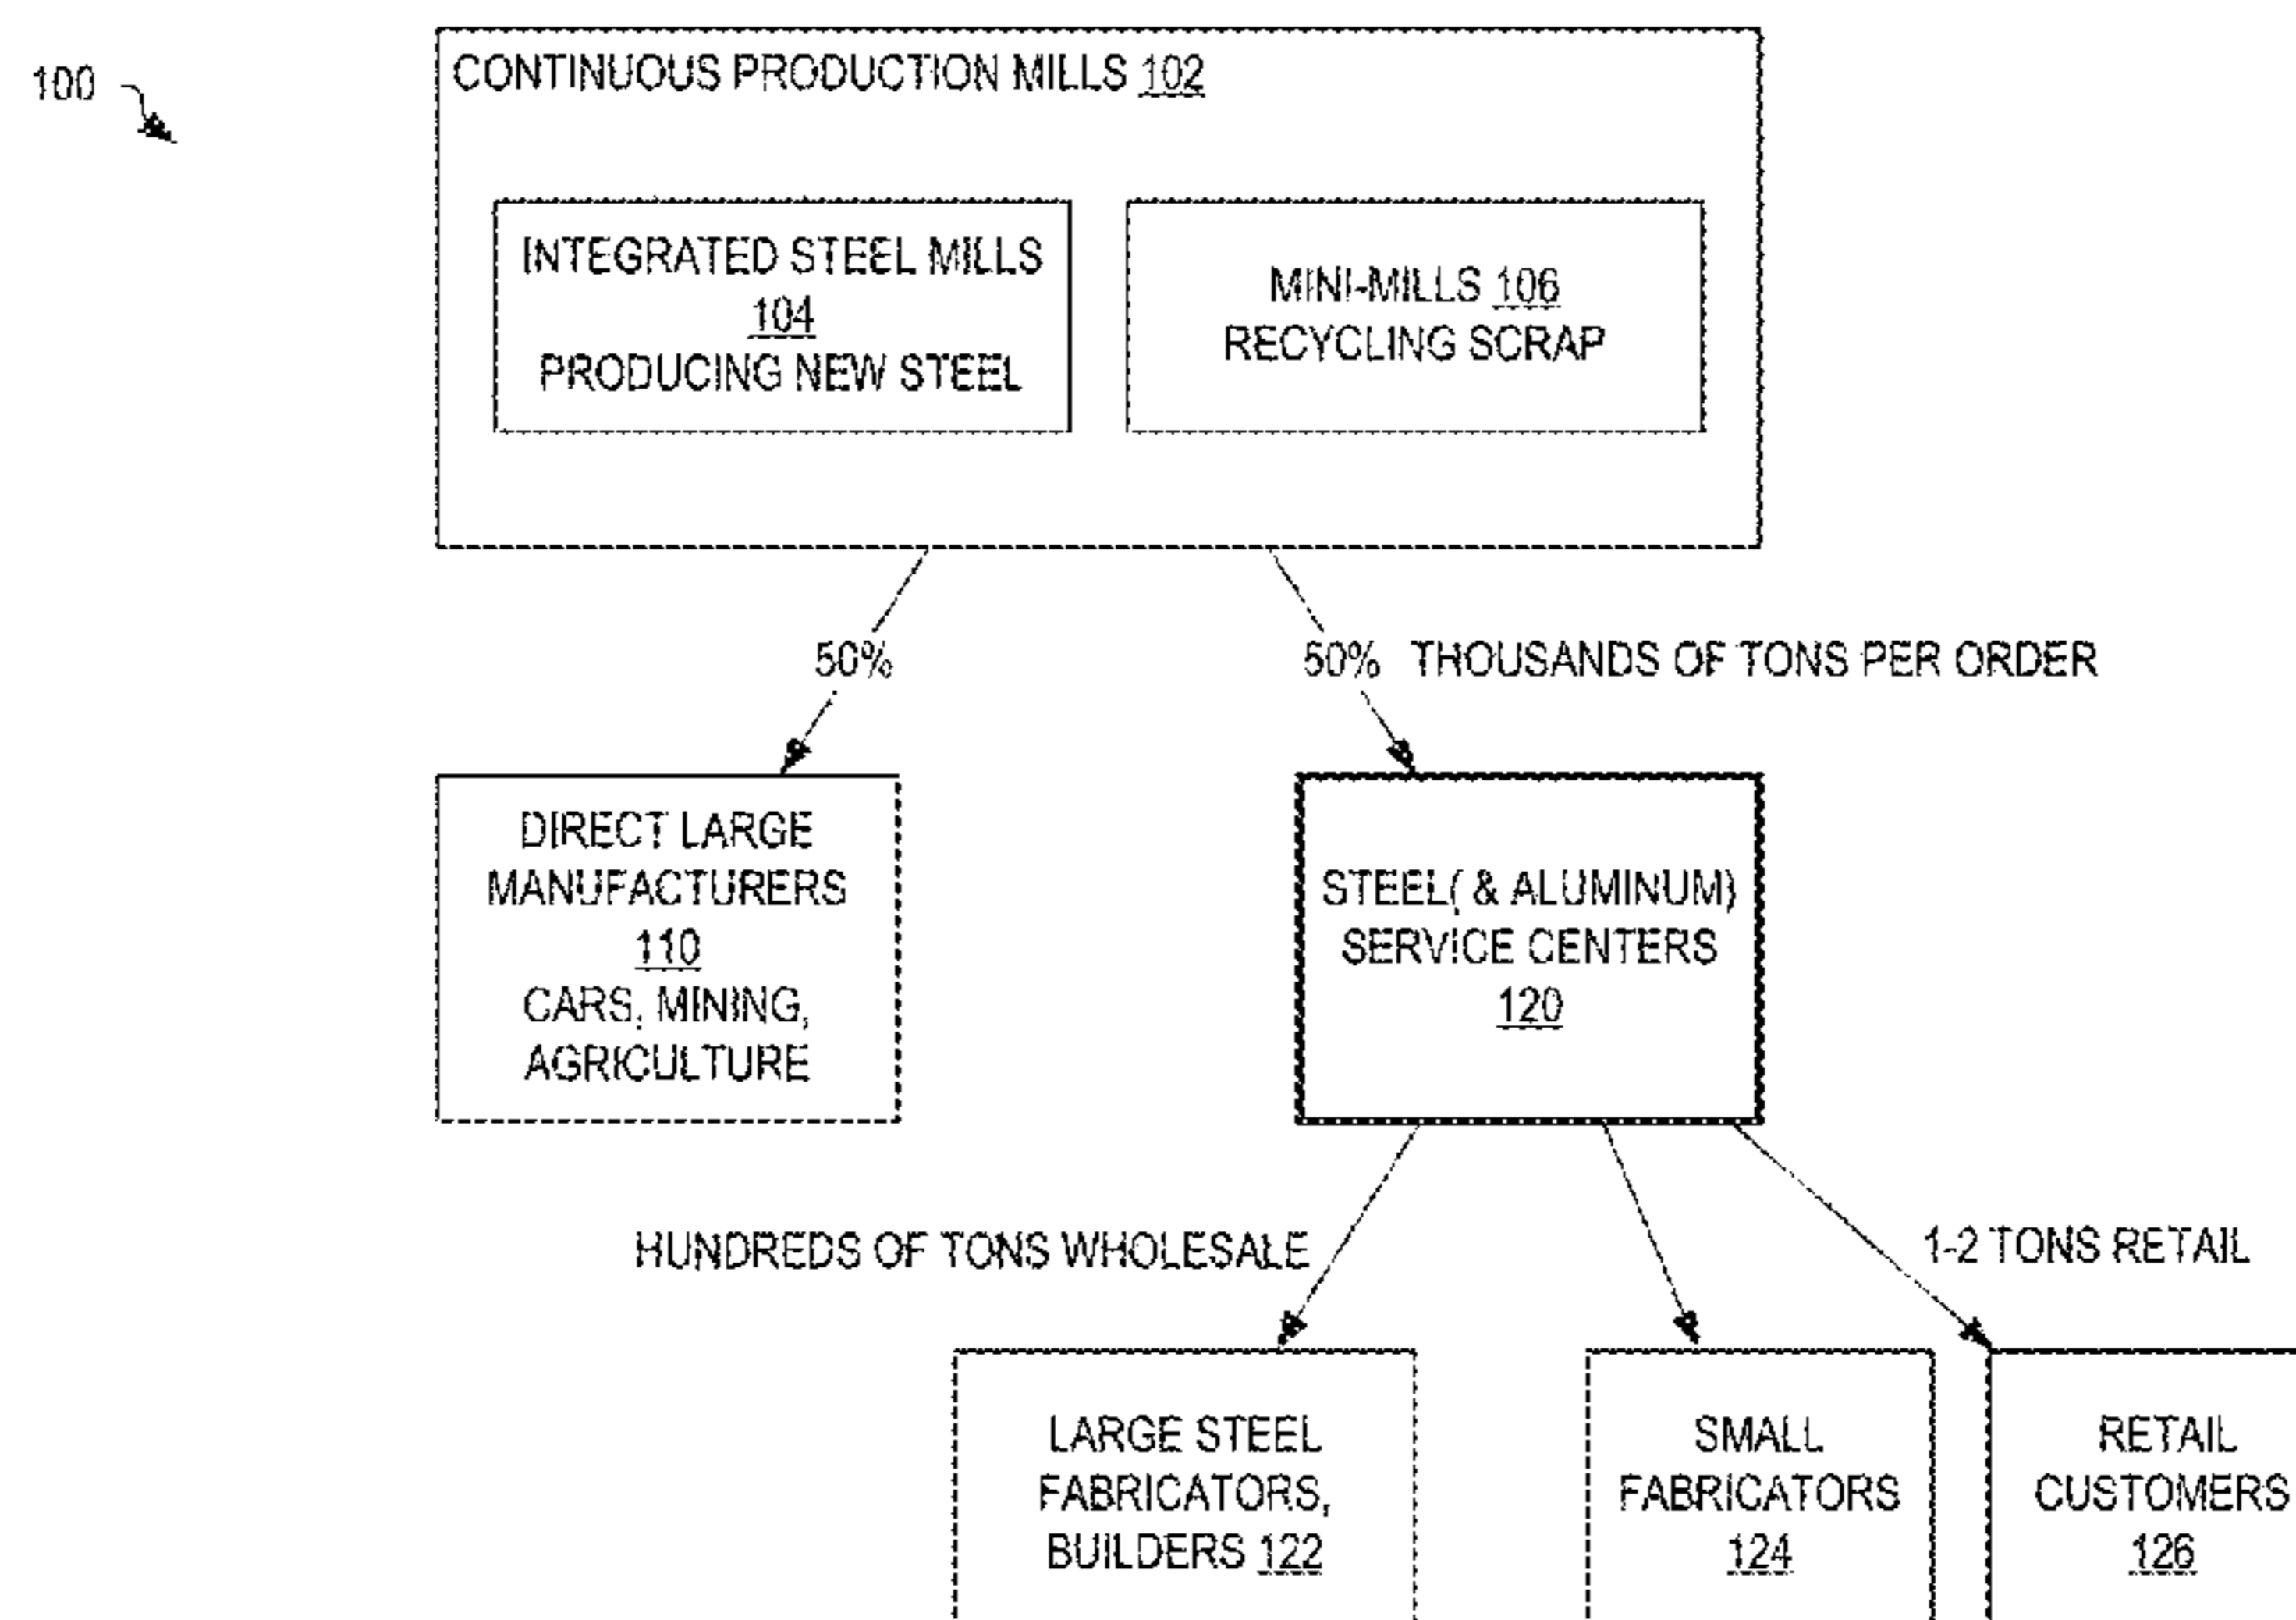 100
CONTINUOUS PRODUCTION MILLS 102
INTEGRATED STEEL MILLS
104
PRODUCING NEW STEEL
MINI-MILLS 106
RECYCLING SCRAP
50%
50% THOUSANDS OF TONS PER ORDER
DIRECT LARGE
MANUFACTURERS
110
CARS, MINING,
AGRICULTURE
STEEL( & ALUMINUM)
SERVICE CENTERS
120
HUNDREDS OF TONS WHOLESALE
1-2 TONS RETAIL
LARGE STEEL
FABRICATORS,
BUILDERS 122
SMALL
FABRICATORS
124
RETAIL
CUSTOMERS
126